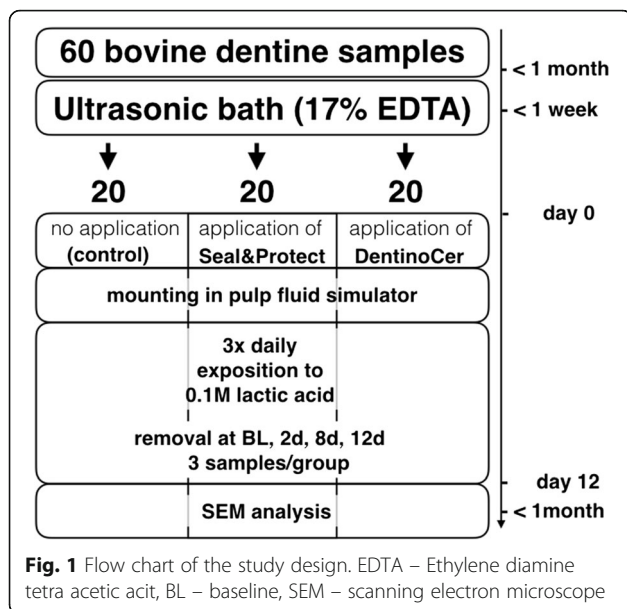 60 bovine dentine samples
< 1 month
Ultrasonic bath (17% EDTA)
< 1 week
20 20 20
day 0
no application application of application of
(control) Seal&Protect DentinoCer
mounting in pulp fluid simulator
3x daily
exposition to
0.1M lactic acid
removal at BL, 2d, 8d, 12d
3 samples/group
day 12
SEM analysis
< 1month
Fig. 1 Flow chart of the study design. EDTA – Ethylene diamine
tetra acetic acit, BL – baseline, SEM – scanning electron microscope